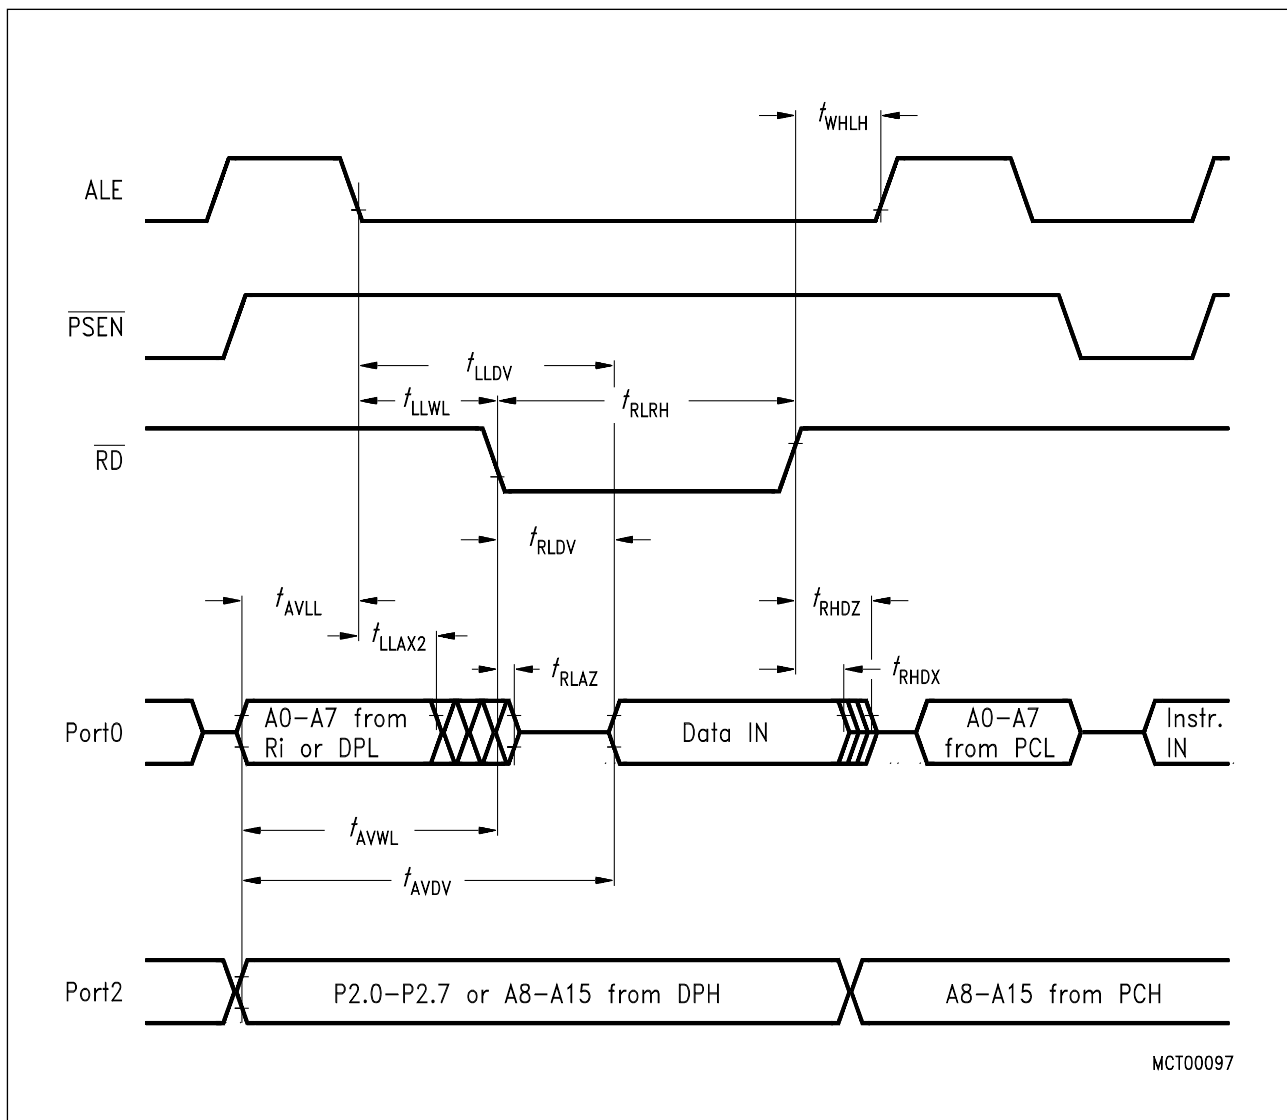 tWHLH
ALE
PSEN
tLLDV
tLLWL
tRLRH
RD
tRLDV
tAVLL
tRHDZ
tLLAX2
tRLAZ
tRHDX
Port0
A0–A7 from
Ri or DPL
Data IN
A0–A7
from PCL
Instr.
IN
tAVWL
tAVDV
Port2
P2.0–P2.7 or A8–A15 from DPH
A8–A15 from PCH
MCT00097